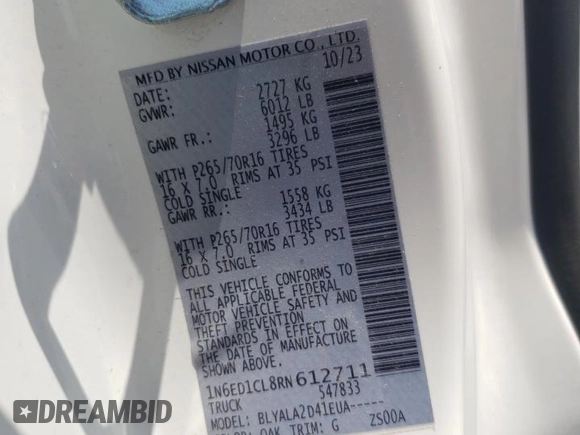 MFD BY NISSAN MOTOR CO., LTD.
DATE: 10/23
GVWR: 2727 KG
6012 LB
GAWR FR.: 1495 KG
3296 LB
WITH P265/70R16 TIRES
16 X 7.0 RIMS AT 35 PSI
COLD SINGLE
GAWR RR.: 1558 KG
3434 LB
WITH P265/70R16 TIRES
16 X 7.0 RIMS AT 35 PSI
COLD SINGLE
THIS VEHICLE CONFORMS TO
ALL APPLICABLE FEDERAL
MOTOR VEHICLE SAFETY AND
THEFT PREVENTION
STANDARDS IN EFFECT ON
THE DATE OF MANUFACTURE
SHOWN ABOVE.
1N6ED1CL8RN612711
TRUCK 547833
MODEL: BLYALA2D41EUA-----
COLOR: QAK TRIM: G ZS00A
RIDECARZ.COM